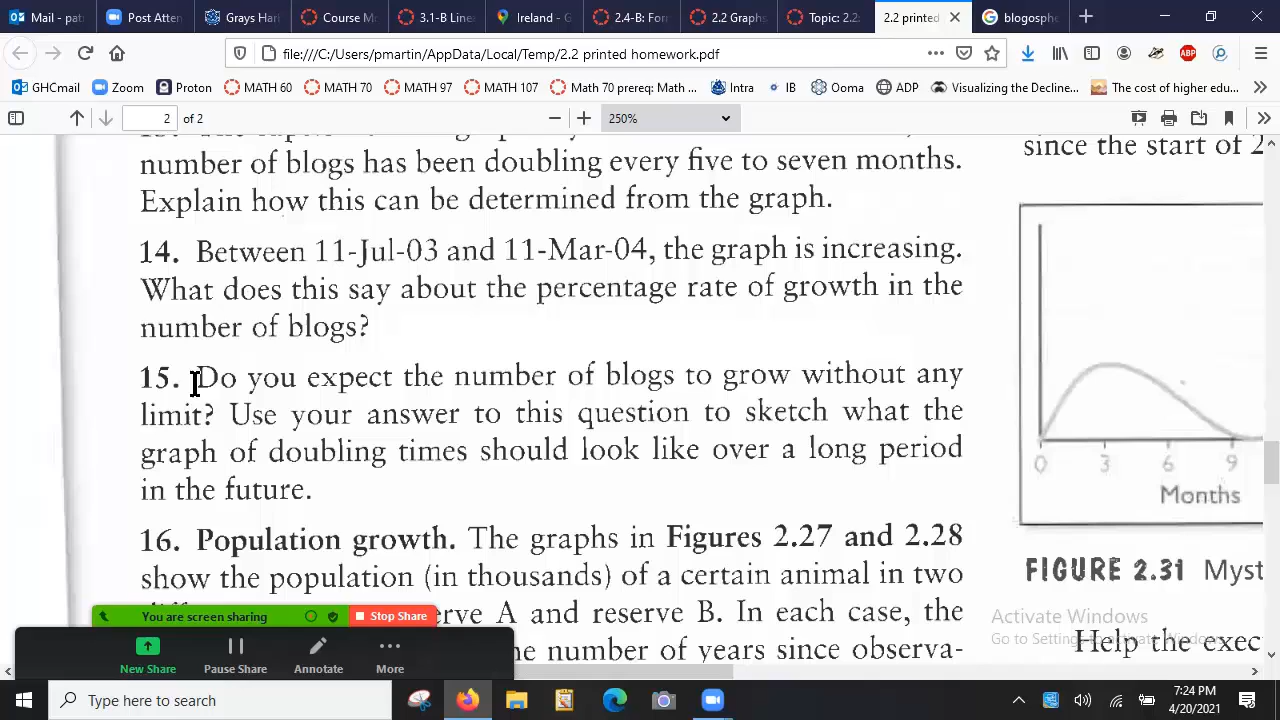 Mail - pat
Post Atten
Grays Har
Course Mo
3.1-B Line
Ireland - G
2.4-B: For
2.2 Graphs
Topic: 2.2:
2.2 printed
blogosphe
file:///C:/Users/pmartin/AppData/Local/Temp/2.2 printed homework.pdf
GHCmail
Zoom
Proton
MATH 60
MATH 70
MATH 97
MATH 107
Math 70 prereq: Math ...
Intra
IB
Ooma
ADP
Visualizing the Decline...
The cost of higher edu...
2 of 2
250%
number of blogs has been doubling every five to seven months.
Explain how this can be determined from the graph.
14. Between 11-Jul-03 and 11-Mar-04, the graph is increasing.
What does this say about the percentage rate of growth in the
number of blogs?
15. Do you expect the number of blogs to grow without any
limit? Use your answer to this question to sketch what the
graph of doubling times should look like over a long period
in the future.
16. Population growth. The graphs in Figures 2.27 and 2.28
show the population (in thousands) of a certain animal in two
erve A and reserve B. In each case, the
ne number of years since observa-
since the start of 2
0 3 6 9
Months
FIGURE 2.31 Myst
Help the exec
Activate Windows
Go to Settings to activate Windows.
You are screen sharing
Stop Share
New Share
Pause Share
Annotate
More
Type here to search
7:24 PM
4/20/2021